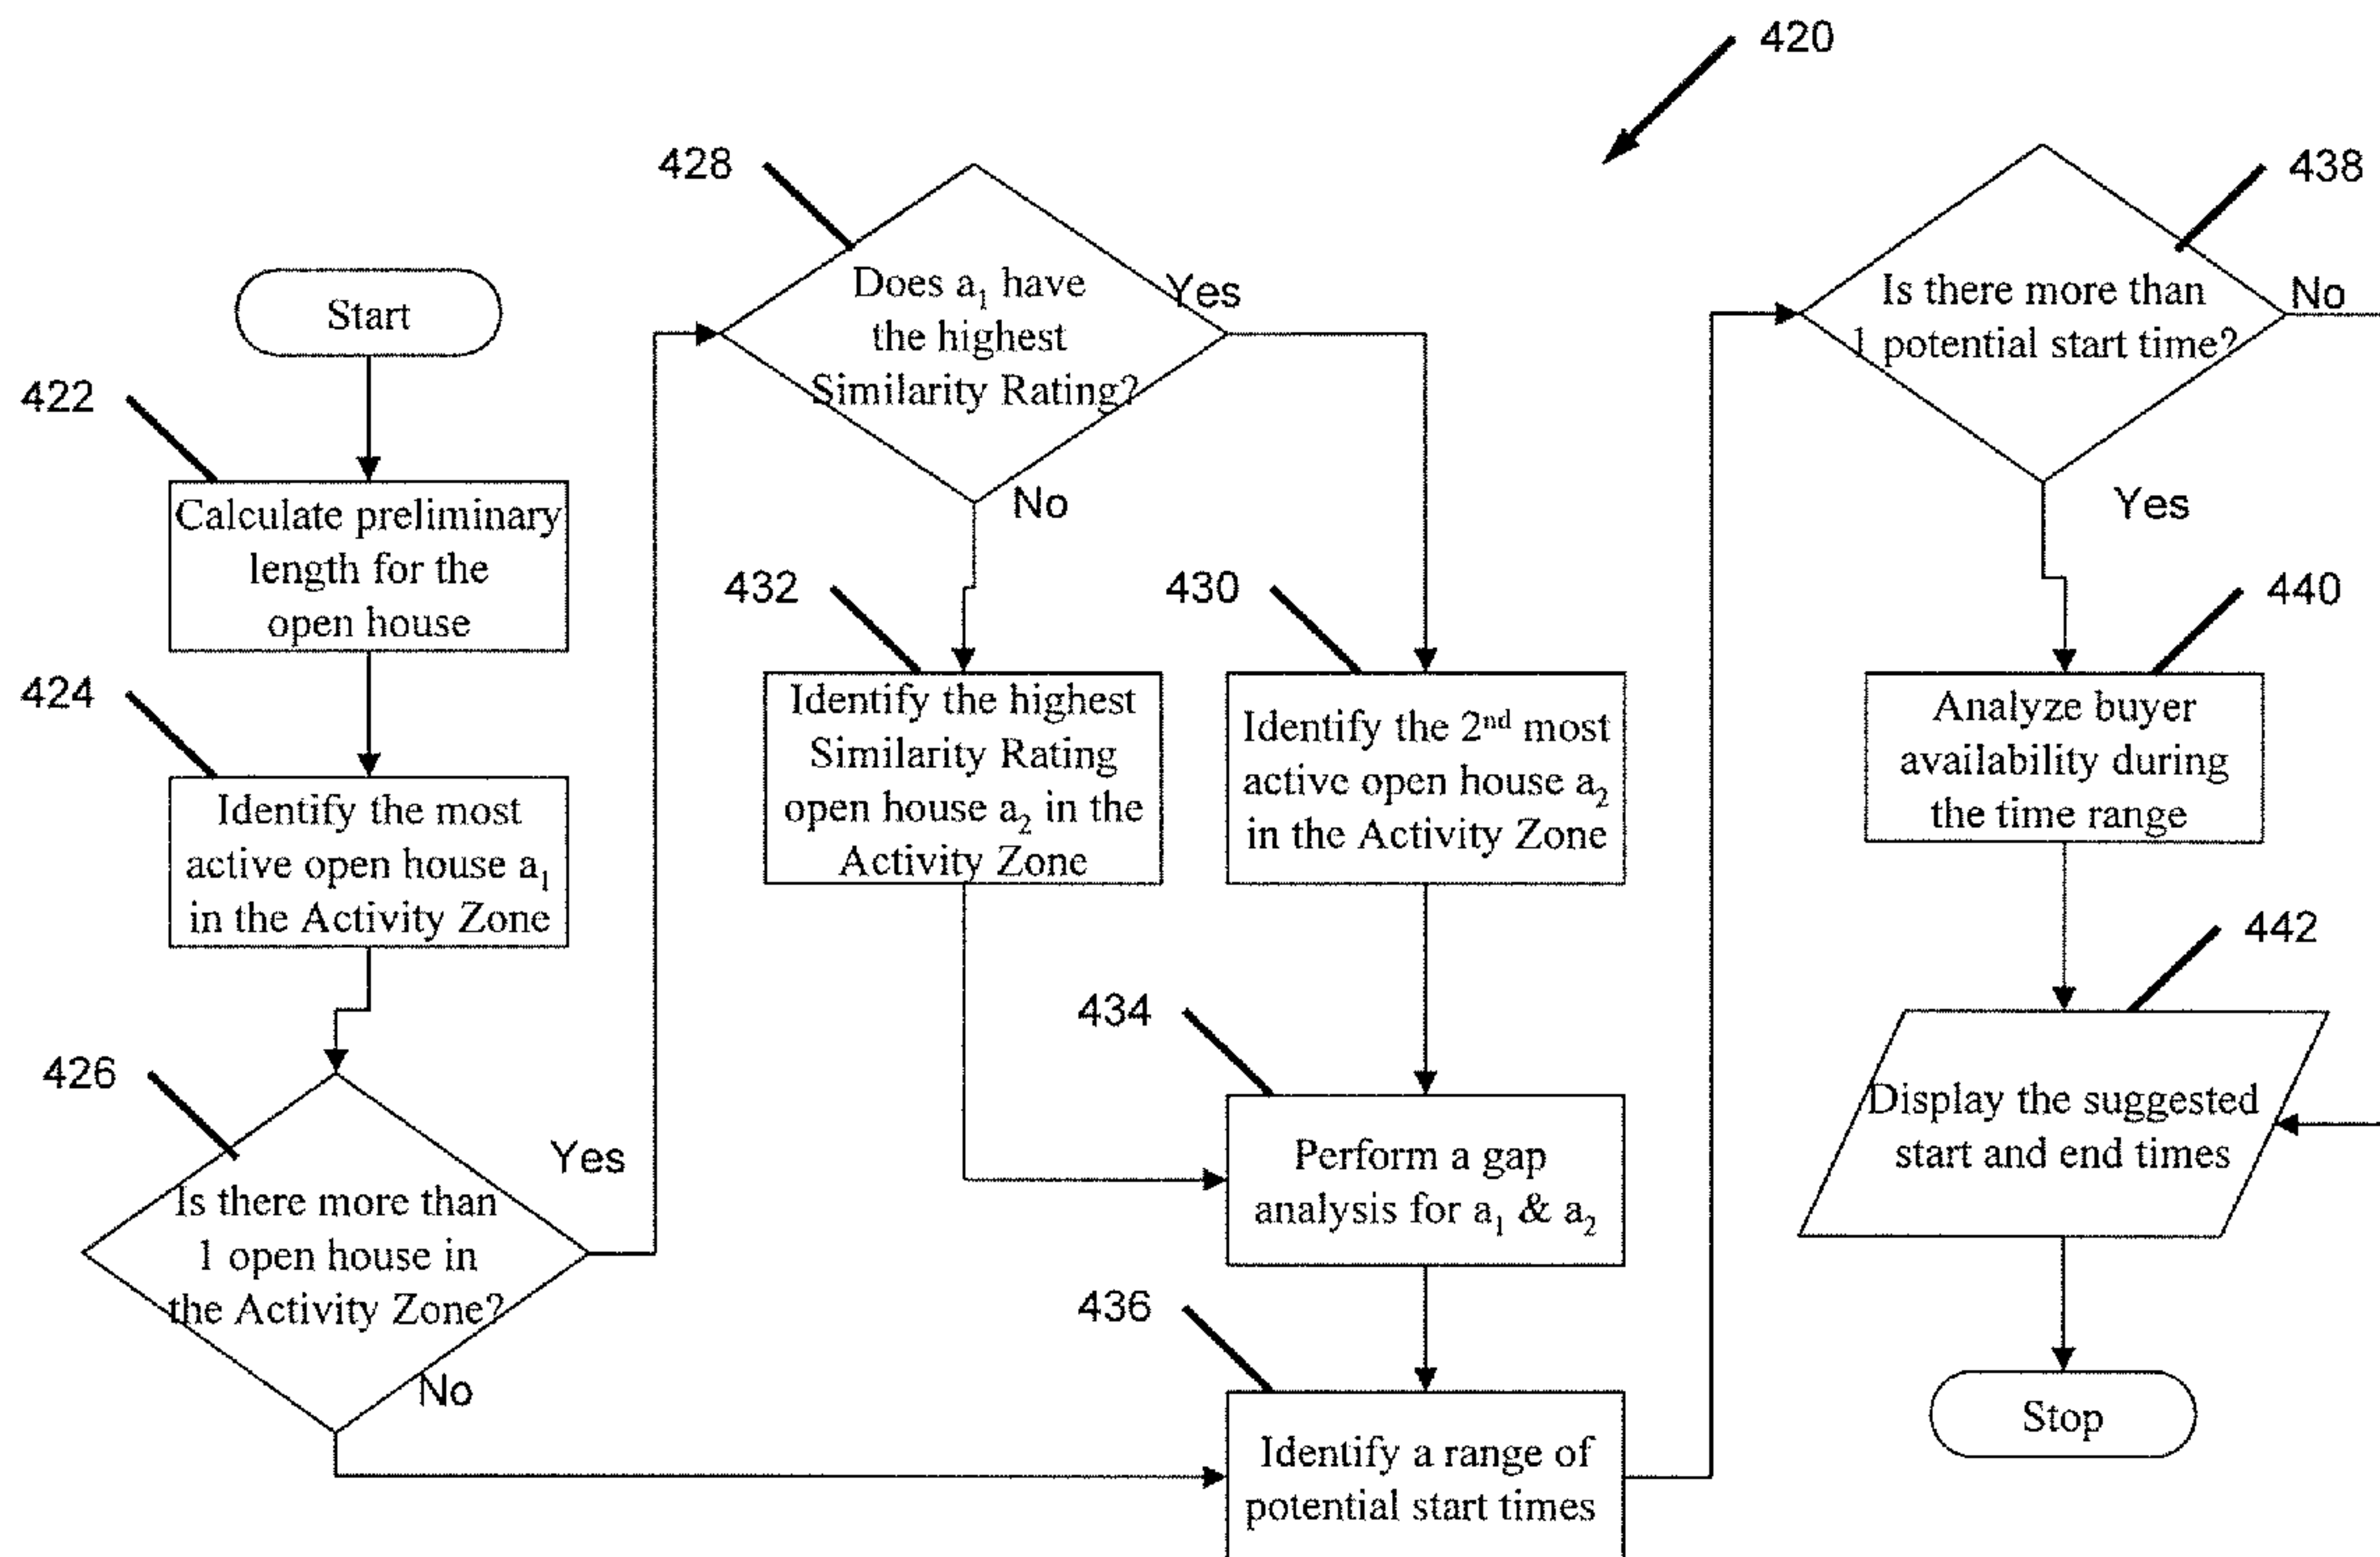 420
Start
422
Calculate preliminary
length for the
open house
424
Identify the most
active open house a₁
in the Activity Zone
426
Is there more than
1 open house in
the Activity Zone?
Yes
No
428
Does a₁ have
the highest
Similarity Rating?
Yes
No
432
Identify the highest
Similarity Rating
open house a₂ in the
Activity Zone
430
Identify the 2ⁿᵈ most
active open house a₂
in the Activity Zone
434
Perform a gap
analysis for a₁ & a₂
436
Identify a range of
potential start times
438
Is there more than
1 potential start time?
No
Yes
440
Analyze buyer
availability during
the time range
442
Display the suggested
start and end times
Stop